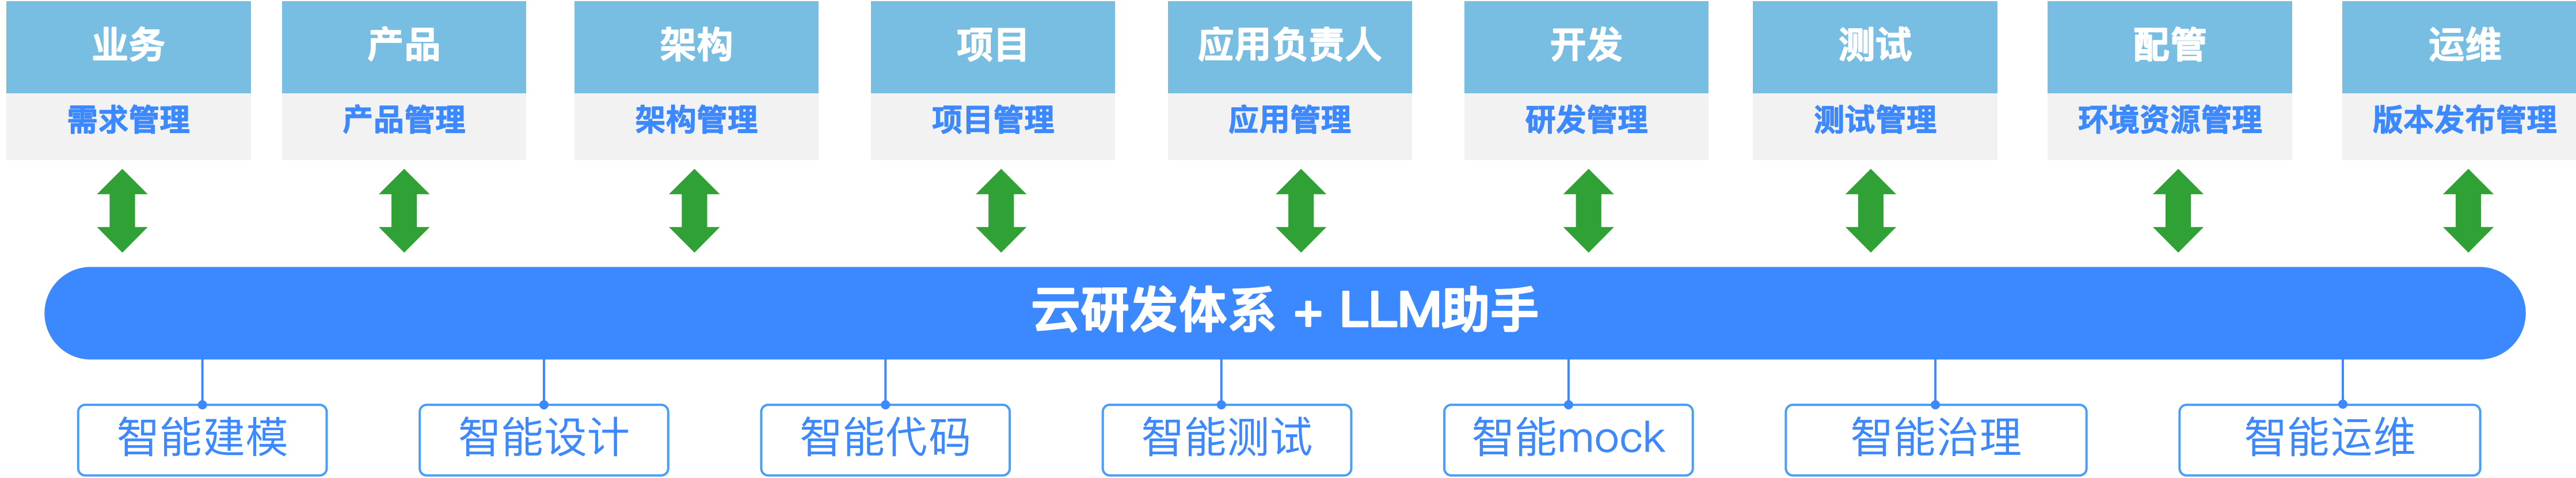 业务
产品
架构
项目
应用负责人
开发
测试
配管
运维
需求管理
产品管理
架构管理
项目管理
应用管理
研发管理
测试管理
环境资源管理
版本发布管理
云研发体系 + LLM助手
智能建模
智能设计
智能代码
智能测试
智能mock
智能治理
智能运维